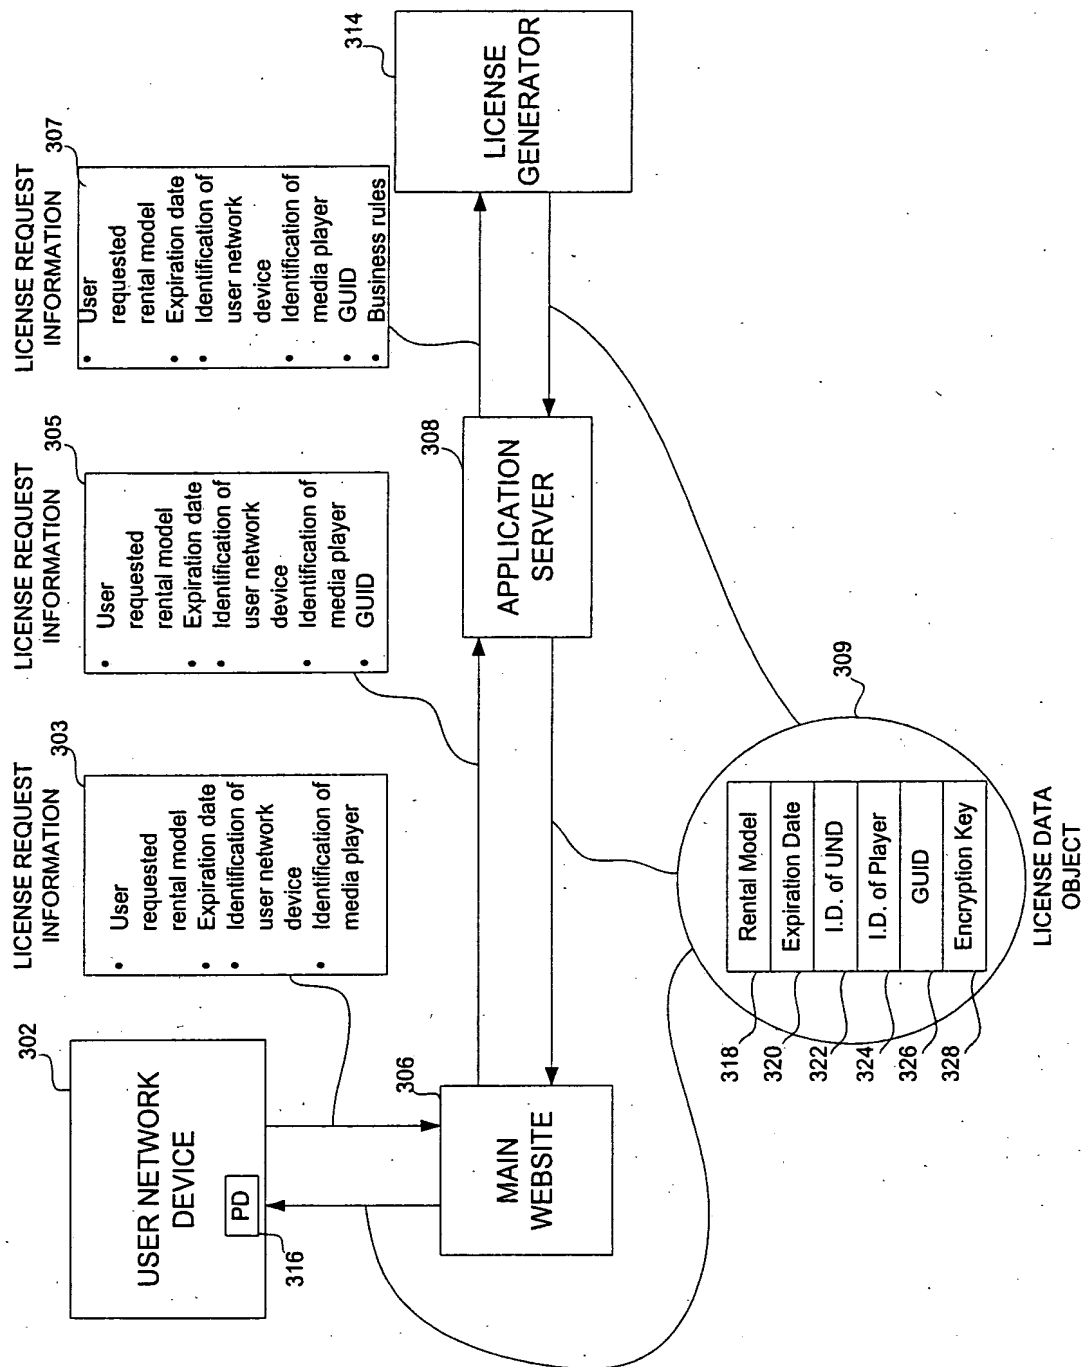 302
USER NETWORK
DEVICE
PD
316
LICENSE REQUEST
INFORMATION
303
• User
requested
rental model
• Expiration date
• Identification of
user network
device
• Identification of
media player
LICENSE REQUEST
INFORMATION
305
• User
requested
rental model
• Expiration date
• Identification of
user network
device
• Identification of
media player
• GUID
LICENSE REQUEST
INFORMATION
307
• User
requested
rental model
• Expiration date
• Identification of
user network
device
• Identification of
media player
• GUID
• Business rules
306
MAIN
WEBSITE
308
APPLICATION
SERVER
314
LICENSE
GENERATOR
309
318
Rental Model
320
Expiration Date
322
I.D. of UND
324
I.D. of Player
326
GUID
328
Encryption Key
LICENSE DATA
OBJECT